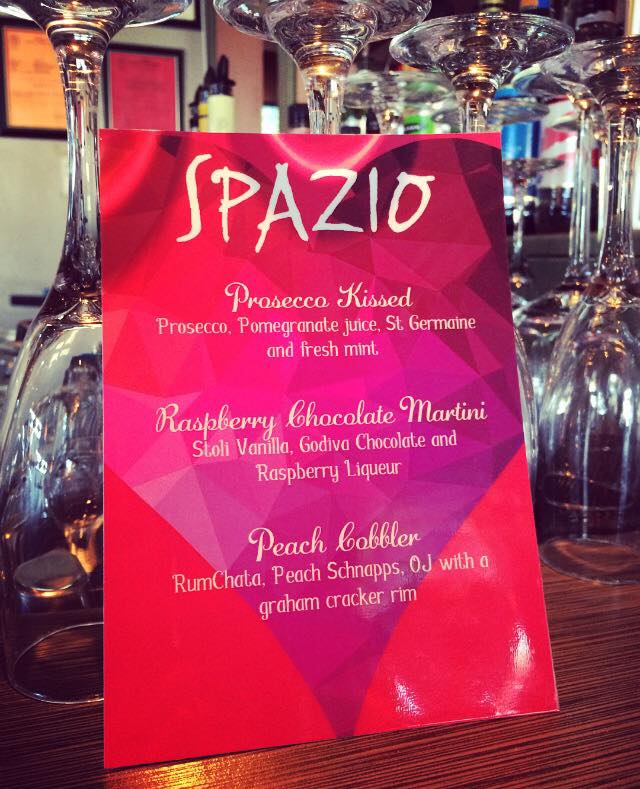 SPAZIO
Prosecco Kissed
Prosecco, Pomegranate juice, St Germaine
and fresh mint
Raspberry Chocolate Martini
Stoli Vanilla, Godiva Chocolate and
Raspberry Liqueur
Peach Cobbler
RumChata, Peach Schnapps, OJ with a
graham cracker rim